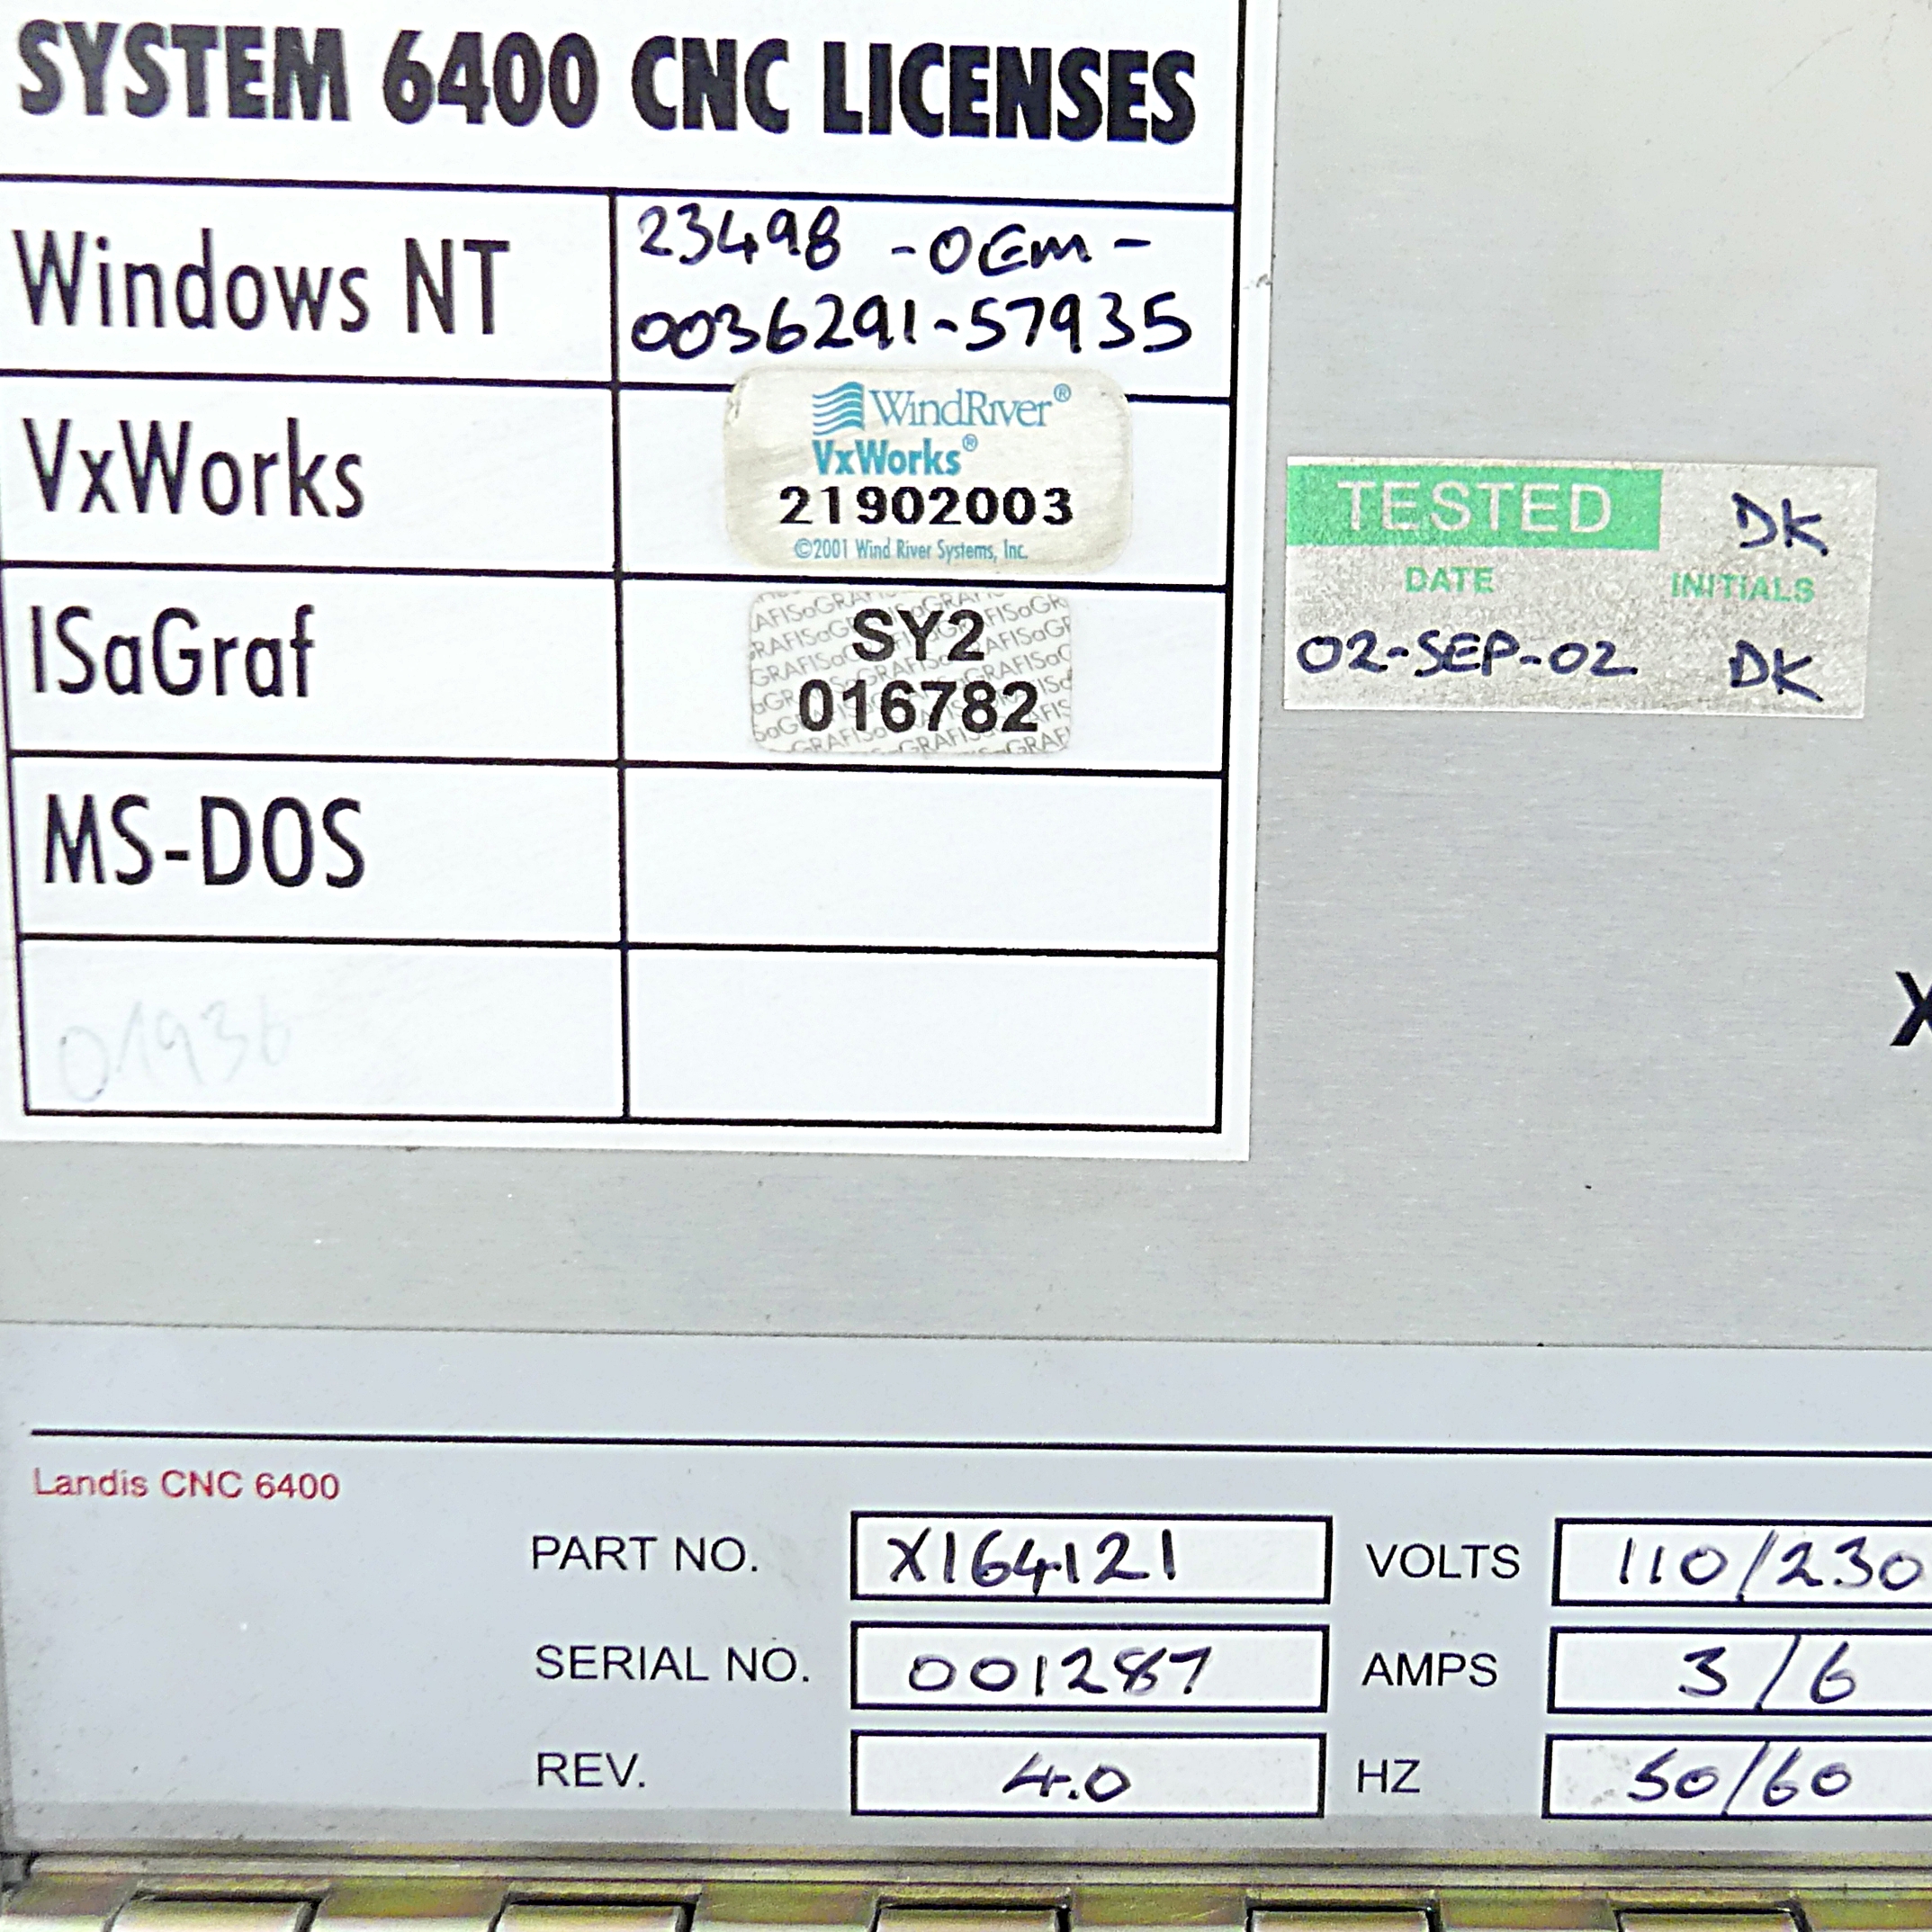 SYSTEM 6400 CNC LICENSES
Windows NT
23498 -OEM-
0036291-57935
VxWorks
WindRiver®
VxWorks®
21902003
©2001 Wind River Systems, Inc.
ISaGraf
SY2
016782
MS-DOS
01936
TESTED DK
DATE INITIALS
02-SEP-02 DK
X
Landis CNC 6400
PART NO. X164121 VOLTS 110/230
SERIAL NO. 001287 AMPS 3/6
REV. 4.0 HZ 50/60